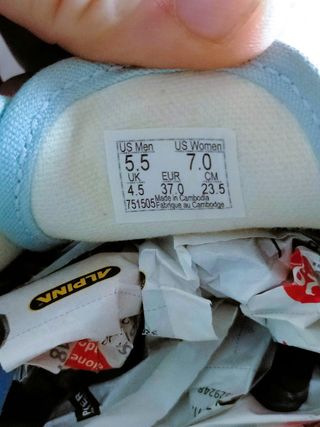 US Men US Women
5.5 7.0
UK EUR CM
4.5 37.0 23.5
751505 Made in Cambodia
Fabrique au Cambodge
ALPINA